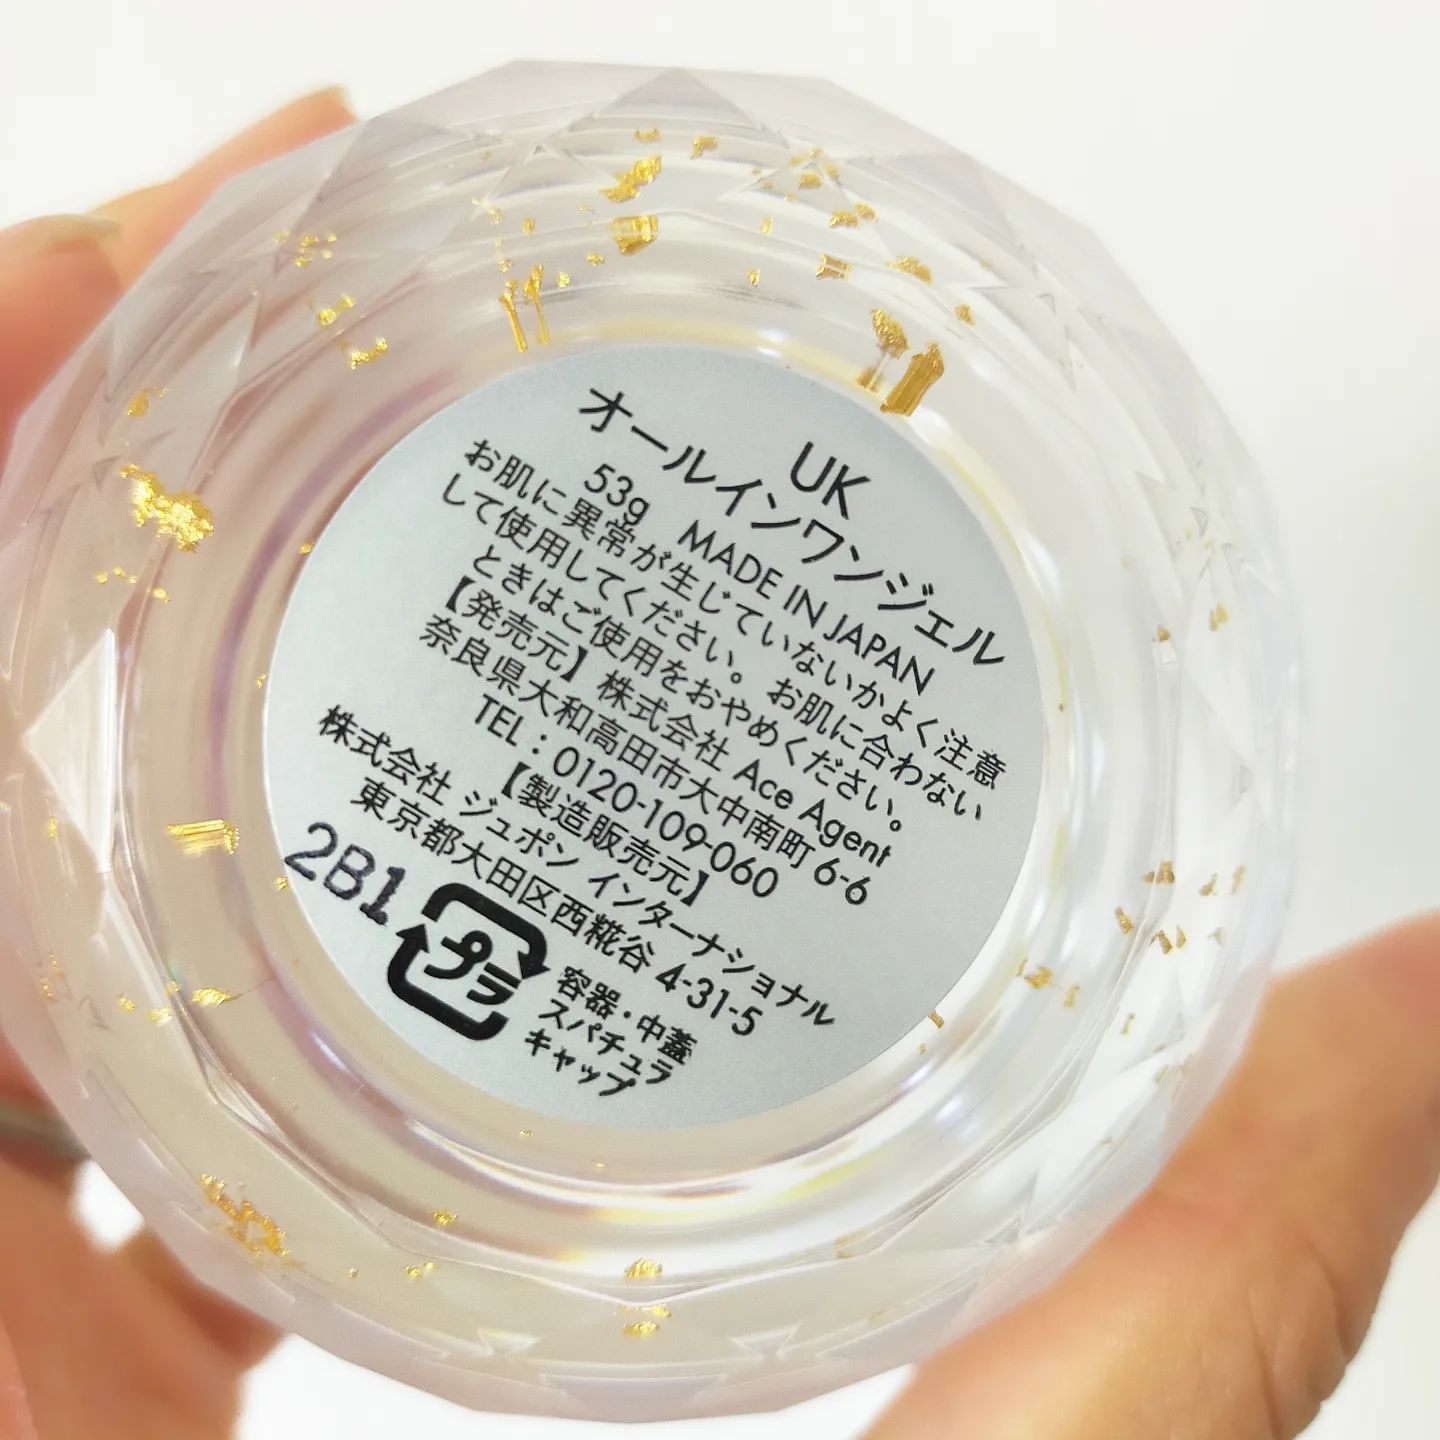 UK
オールインワンジェル
53g MADE IN JAPAN
お肌に異常が生じていないかよく注意
して使用してください。お肌に合わない
ときはご使用をおやめください。
【発売元】株式会社 Ace Agent
奈良県大和高田市大中南町 6-6
TEL：0120-109-060
【製造販売元】
株式会社 ジュポン インターナショナル
東京都大田区西糀谷 4-31-5
2B1
プラ
容器・中蓋
スパチュラ
キャップ